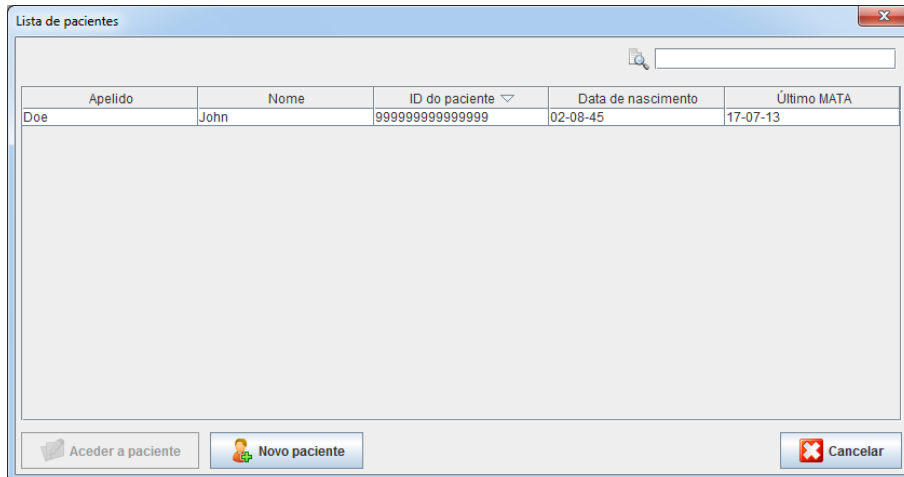 Lista de pacientes
Apelido Nome ID do paciente Data de nascimento Último MATA
Doe John 999999999999999 02-08-45 17-07-13
Aceder a paciente Novo paciente Cancelar